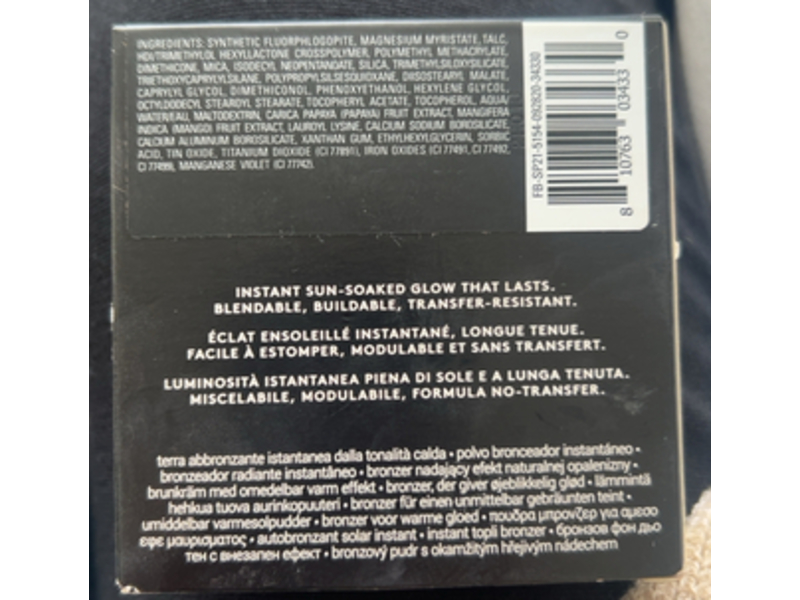 INGREDIENTS: SYNTHETIC FLUORPHLOGOPITE, MAGNESIUM MYRISTATE, TALC,
HDI/TRIMETHYLOL HEXYLLACTONE CROSSPOLYMER, POLYMETHYL METHACRYLATE,
DIMETHICONE, MICA, ISODECYL NEOPENTANOATE, SILICA, TRIMETHYLSILOXYSILICATE,
TRIETHOXYCAPRYLYLSILANE, POLYPROPYLSILSESQUIOXANE, DIISOSTEARYL MALATE,
CAPRYLYL GLYCOL, DIMETHICONOL, PHENOXYETHANOL, HEXYLENE GLYCOL,
OCTYLDODECYL STEAROYL STEARATE, TOCOPHERYL ACETATE, TOCOPHEROL, AQUA/
WATER/EAU, MALTODEXTRIN, CARICA PAPAYA (PAPAYA) FRUIT EXTRACT, MANGIFERA
INDICA (MANGO) FRUIT EXTRACT, LAUROYL LYSINE, CALCIUM SODIUM BOROSILICATE,
CALCIUM ALUMINUM BOROSILICATE, XANTHAN GUM, ETHYLHEXYLGLYCERIN, SORBIC
ACID, TIN OXIDE, TITANIUM DIOXIDE (CI 77891), IRON OXIDES (CI 77491, CI 77492,
CI 77499), MANGANESE VIOLET (CI 77742).
FB-SP21-5154-092820-34330
8 10763 03433 0
INSTANT SUN-SOAKED GLOW THAT LASTS.
BLENDABLE, BUILDABLE, TRANSFER-RESISTANT.
ÉCLAT ENSOLEILLÉ INSTANTANÉ, LONGUE TENUE.
FACILE À ESTOMPER, MODULABLE ET SANS TRANSFERT.
LUMINOSITÀ ISTANTANEA PIENA DI SOLE E A LUNGA TENUTA.
MISCELABILE, MODULABILE, FORMULA NO-TRANSFER.
terra abbronzante istantanea dalla tonalità calda • polvo bronceador instantáneo •
bronzeador radiante instantâneo • bronzer nadający efekt naturalnej opalenizny •
brunkräm med omedelbar varm effekt • bronzer, der giver øjeblikkelig glød • lämmintä
hehkua tuova aurinkopuuteri • bronzer für einen unmittelbar gebräunten teint •
umiddelbar varmesolpudder • bronzer voor warme gloed • πουδρα μπρονζερ για αμεσο
εφε μαυρισματος • autobronzant solar instant • instant topli bronzer • бронзов фон дьо
тен с внезапен ефект • bronzový pudr s okamžitým hřejivým nádechem